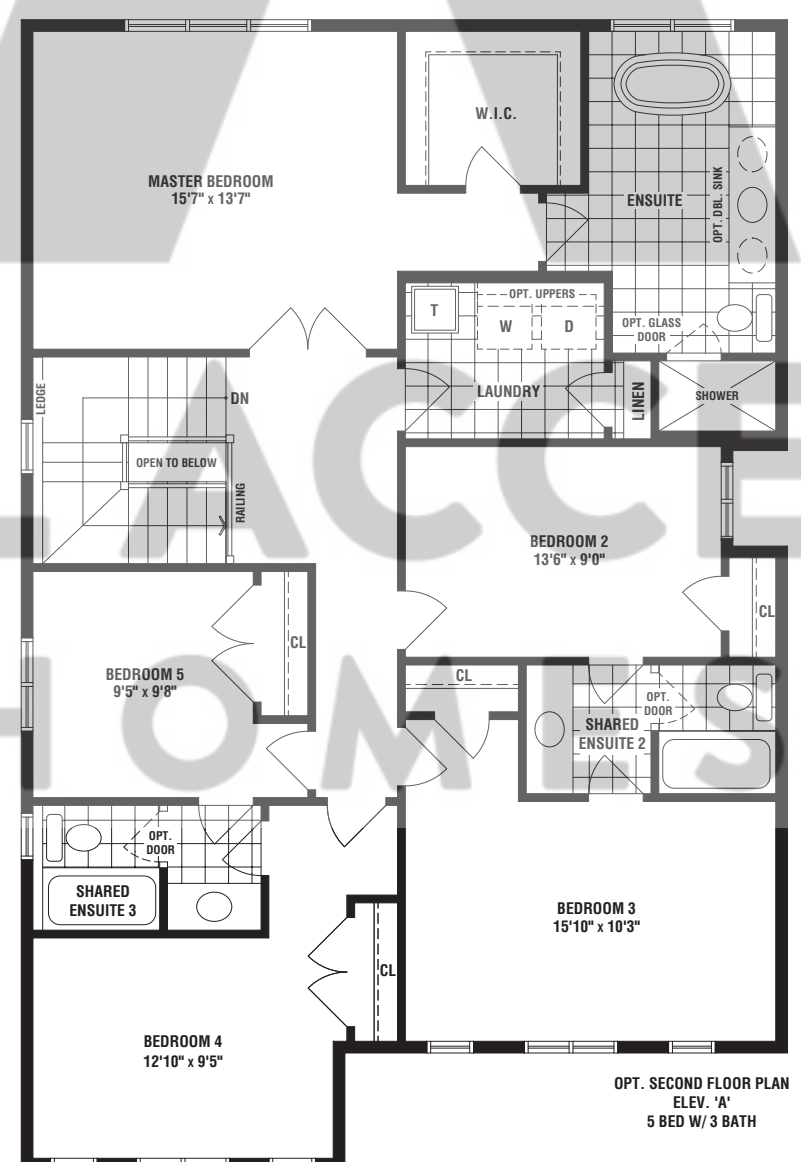 W.I.C.
MASTER BEDROOM
15'7" x 13'7"
ENSUITE
OPT. DBL. SINK
OPT. UPPERS
T
W
D
OPT. GLASS
DOOR
LAUNDRY
LINEN
SHOWER
LEDGE
DN
OPEN TO BELOW
RAILING
BEDROOM 2
13'6" x 9'0"
CL
CL
BEDROOM 5
9'5" x 9'8"
CL
OPT.
DOOR
SHARED
ENSUITE 2
OPT.
DOOR
SHARED
ENSUITE 3
BEDROOM 3
15'10" x 10'3"
CL
BEDROOM 4
12'10" x 9'5"
OPT. SECOND FLOOR PLAN
ELEV. 'A'
5 BED W/ 3 BATH
L ACCE
HOMES